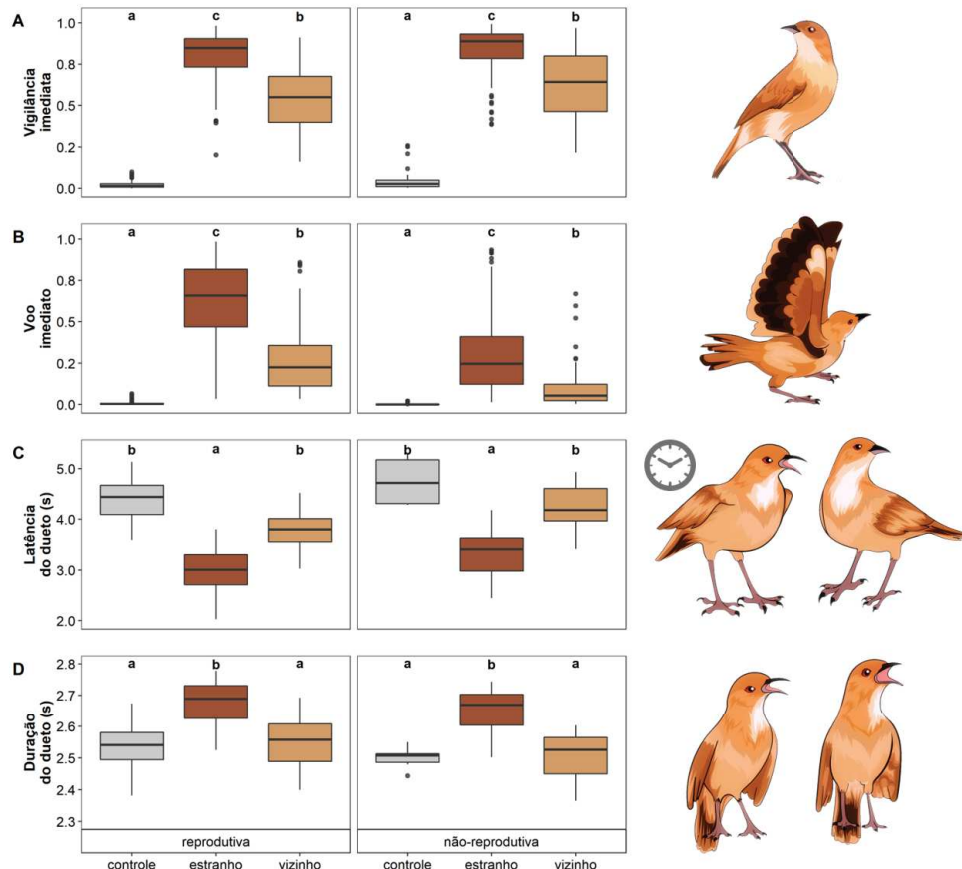 A
Vigilância
imediata
1.0
0.8
0.5
0.2
0.0
a c b
a c b
B
Voo
imediato
1.0
0.8
0.5
0.2
0.0
a c b
a c b
C
Latência
do dueto (s)
5.0
4.0
3.0
2.0
b a b
b a b
D
Duração
do dueto (s)
2.8
2.7
2.6
2.5
2.4
2.3
a b a
a b a
reprodutiva
não-reprodutiva
controle estranho vizinho
controle estranho vizinho